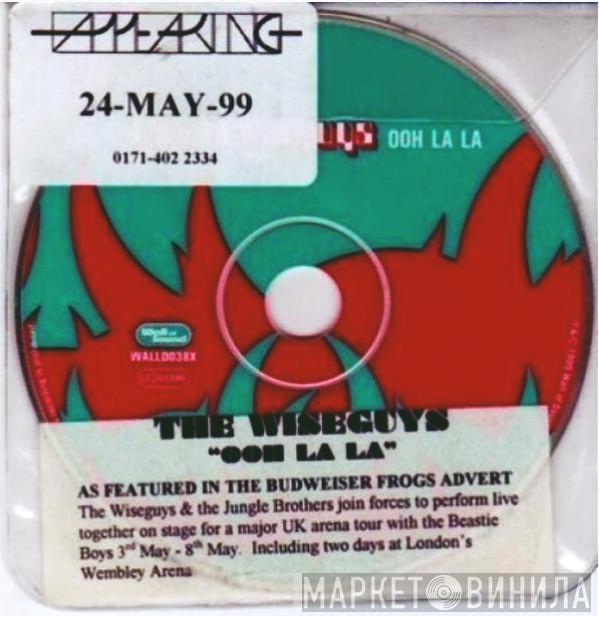 APPEARING
24-MAY-99
0171-402 2334
uys OOH LA LA
Wall of
Sound
WALLD038X
THE WISEGUYS
"OOH LA LA"
AS FEATURED IN THE BUDWEISER FROGS ADVERT
The Wiseguys & the Jungle Brothers join forces to perform live
together on stage for a major UK arena tour with the Beastie
Boys 3rd May - 8th May. Including two days at London's
Wembley Arena
МАРКЕТ ВИНИЛА